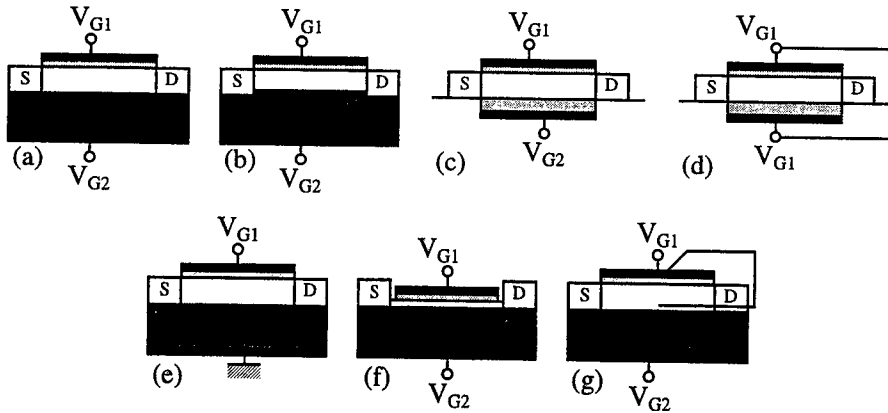 V_G1 V_G1 V_G1 V_G1
S D S D S D S D
(a) V_G2 (b) V_G2 (c) V_G2 (d) V_G1
V_G1 V_G1 V_G1
S D S D S D
(e) (f) V_G2 (g) V_G2